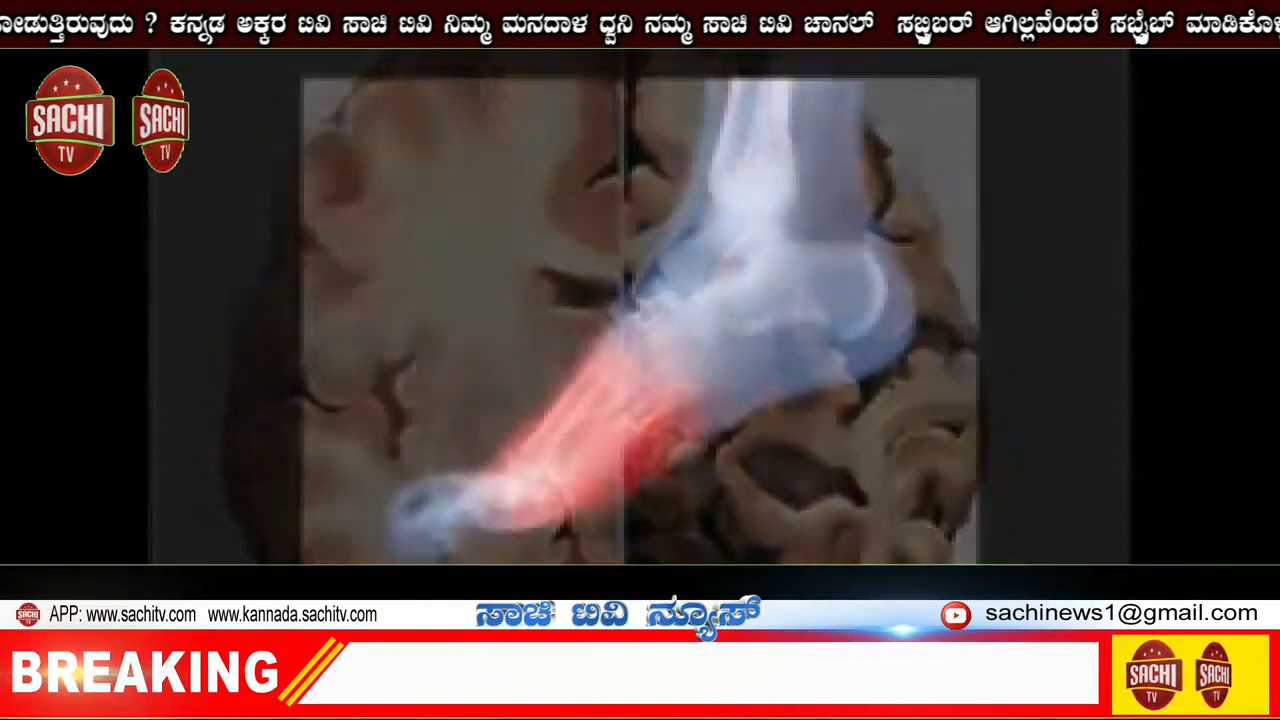 ನೋಡುತ್ತಿರುವುದು ? ಕನ್ನಡ ಅಕ್ಕರ ಟಿವಿ ಸಾಚಿ ಟಿವಿ ನಿಮ್ಮ ಮನದಾಳ ಧ್ವನಿ ನಮ್ಮ ಸಾಚಿ ಟಿವಿ ಚಾನಲ್ ಸಬ್ಸ್ರಿಬರ್ ಆಗಿಲ್ಲವೆಂದರೆ
SACHI TV
SACHI TV
APP: www.sachitv.com www.kannada.sachitv.com
ಸಾಚಿ ಟಿವಿ ನ್ಯೂಸ್
sachinews1@gmail.com
BREAKING
SACHI TV
SACHI TV